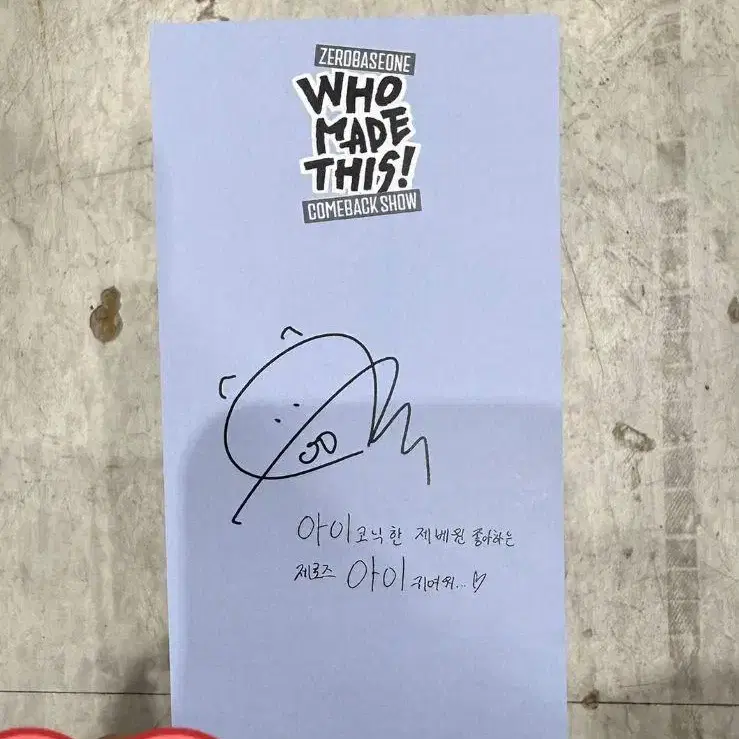 ZEROBASEONE
WHO
MADE
THIS!
COMEBACK SHOW
아이코닉한 제베원 좋아하는
제로즈 아이 귀여워...♡